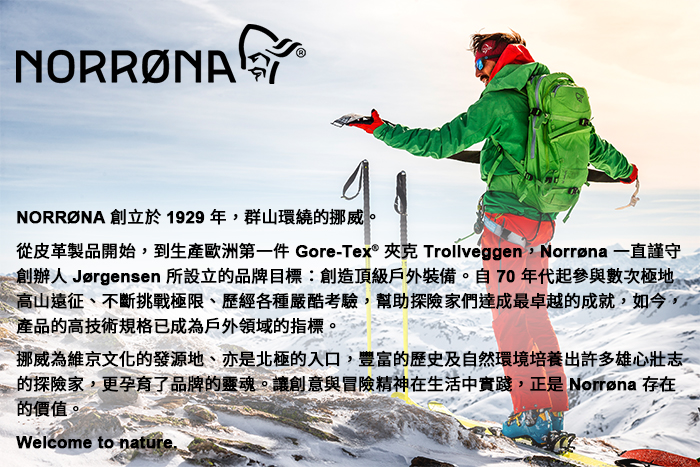 NORRØNA®
NORRØNA 創立於 1929 年，群山環繞的挪威。
從皮革製品開始，到生產歐洲第一件 Gore-Tex® 夾克 Trollveggen，Norrøna 一直謹守
創辦人 Jørgensen 所設立的品牌目標：創造頂級戶外裝備。自 70 年代起參與數次極地
高山遠征、不斷挑戰極限、歷經各種嚴酷考驗，幫助探險家們達成最卓越的成就，如今，
產品的高技術規格已成為戶外領域的指標。
挪威為維京文化的發源地、亦是北極的入口，豐富的歷史及自然環境培養出許多雄心壯志
的探險家，更孕育了品牌的靈魂。讓創意與冒險精神在生活中實踐，正是 Norrøna 存在
的價值。
Welcome to nature.